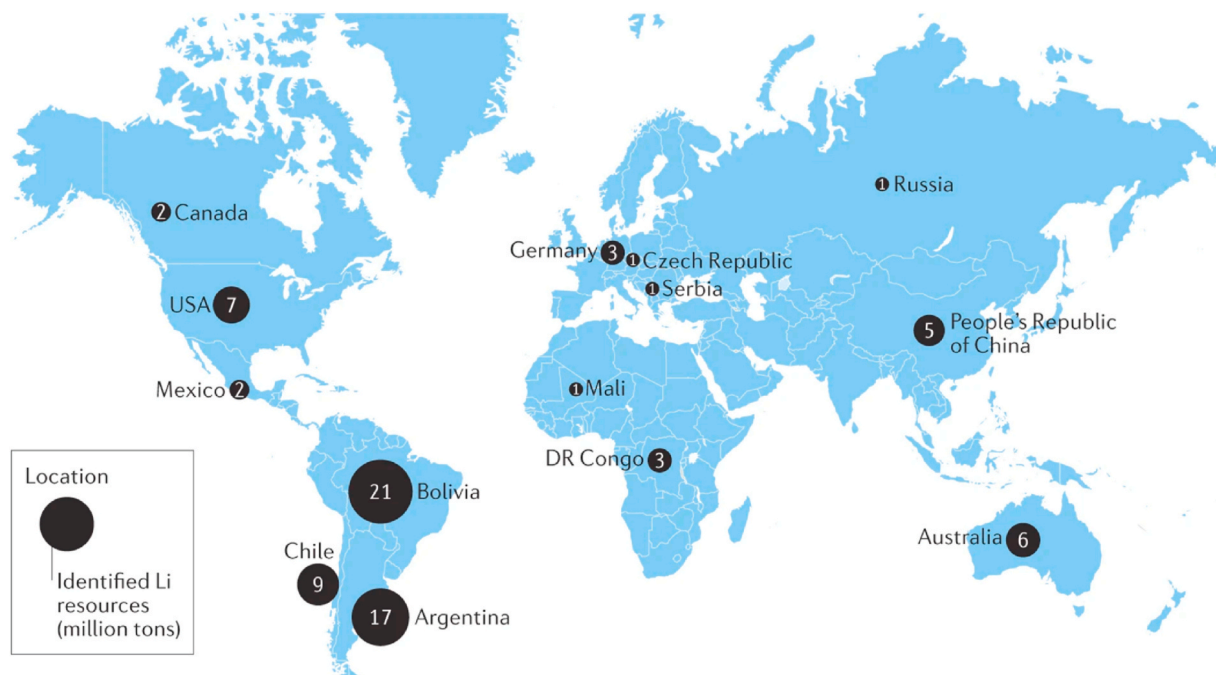 1 Russia
2 Canada
Germany 3
1 Czech Republic
1 Serbia
USA 7
5 People's Republic
of China
Mexico 2
1 Mali
DR Congo 3
Location
21 Bolivia
Australia 6
Chile
9
Identified Li
resources
(million tons)
17 Argentina